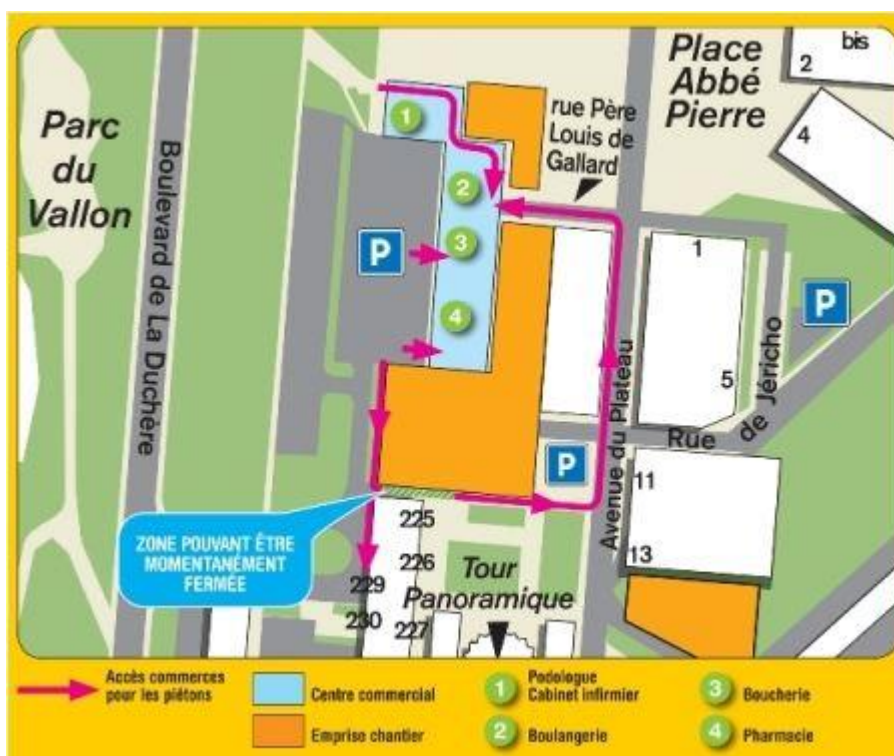 bis
2
Place
Abbé
Pierre
4
rue Père
Louis de
Gallard
Parc
du
Vallon
Boulevard de La Duchère
1
2
3
4
P
1
P
5
Rue de Jéricho
Avenue du Plateau
P
11
13
225
226
229
230
227
Tour
Panoramique
ZONE POUVANT ÊTRE
MOMENTANÉMENT
FERMÉE
Accès commerces
pour les piétons
Centre commercial
Emprise chantier
1 Podologue
Cabinet infirmier
2 Boulangerie
3 Boucherie
4 Pharmacie